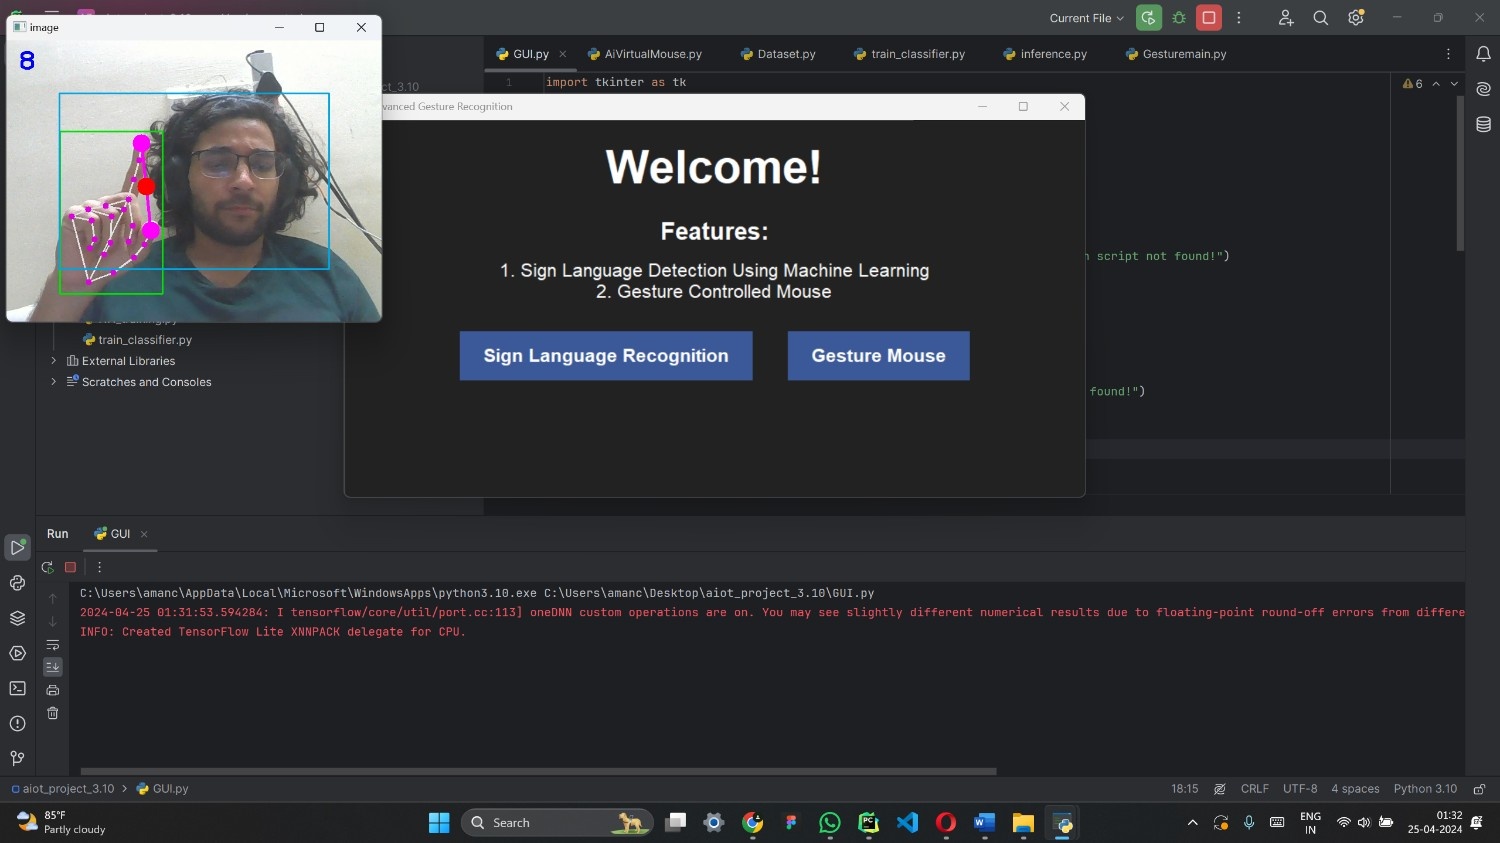 image
8
Current File
GUI.py
AiVirtualMouse.py
Dataset.py
train_classifier.py
inference.py
Gesturemain.py
1 import tkinter as tk
6
ct_3.10
vanced Gesture Recognition
Welcome!
Features:
1. Sign Language Detection Using Machine Learning
2. Gesture Controlled Mouse
Sign Language Recognition
Gesture Mouse
script not found!")
found!")
train_classifier.py
External Libraries
Scratches and Consoles
Run
GUI
C:\Users\amanc\AppData\Local\Microsoft\WindowsApps\python3.10.exe C:\Users\amanc\Desktop\aiot_project_3.10\GUI.py
2024-04-25 01:31:53.594284: I tensorflow/core/util/port.cc:113] oneDNN custom operations are on. You may see slightly different numerical results due to floating-point round-off errors from differe
INFO: Created TensorFlow Lite XNNPACK delegate for CPU.
aiot_project_3.10 > GUI.py
18:15 CRLF UTF-8 4 spaces Python 3.10
85°F
Partly cloudy
Search
ENG
IN
01:32
25-04-2024